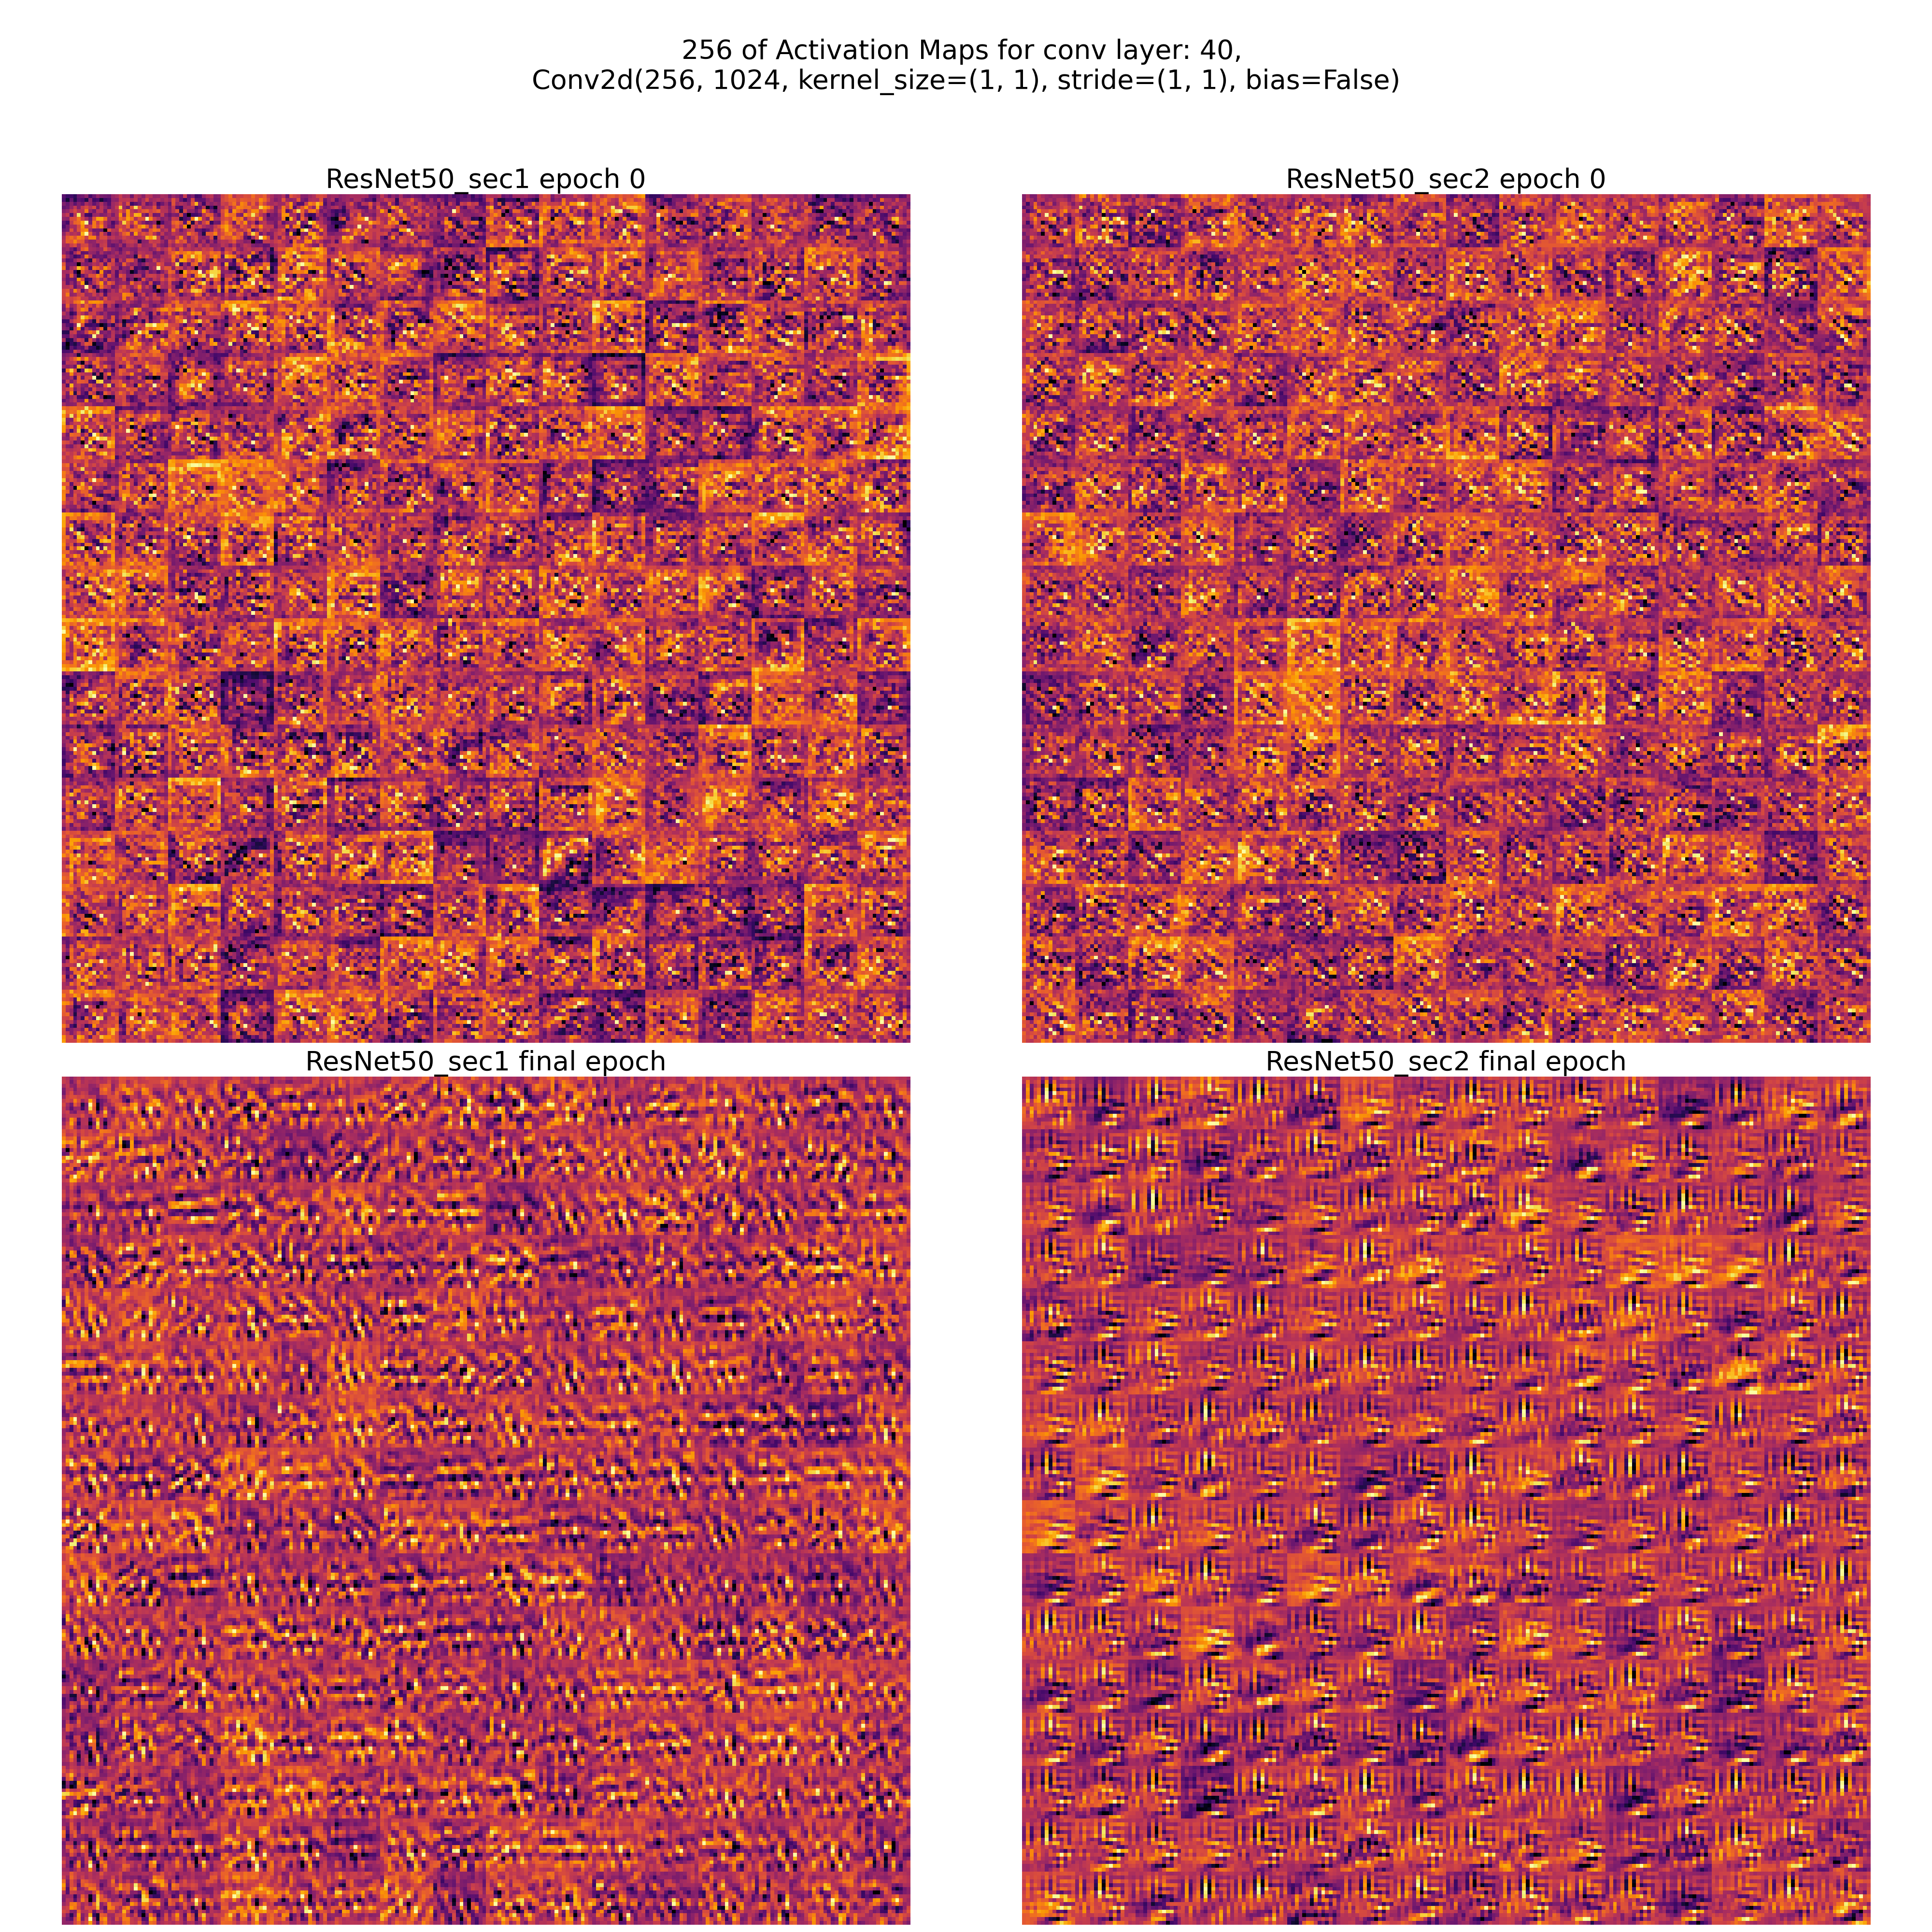 256 of Activation Maps for conv layer: 40,
Conv2d(256, 1024, kernel_size=(1, 1), stride=(1, 1), bias=False)
ResNet50_sec1 epoch 0
ResNet50_sec2 epoch 0
ResNet50_sec1 final epoch
ResNet50_sec2 final epoch